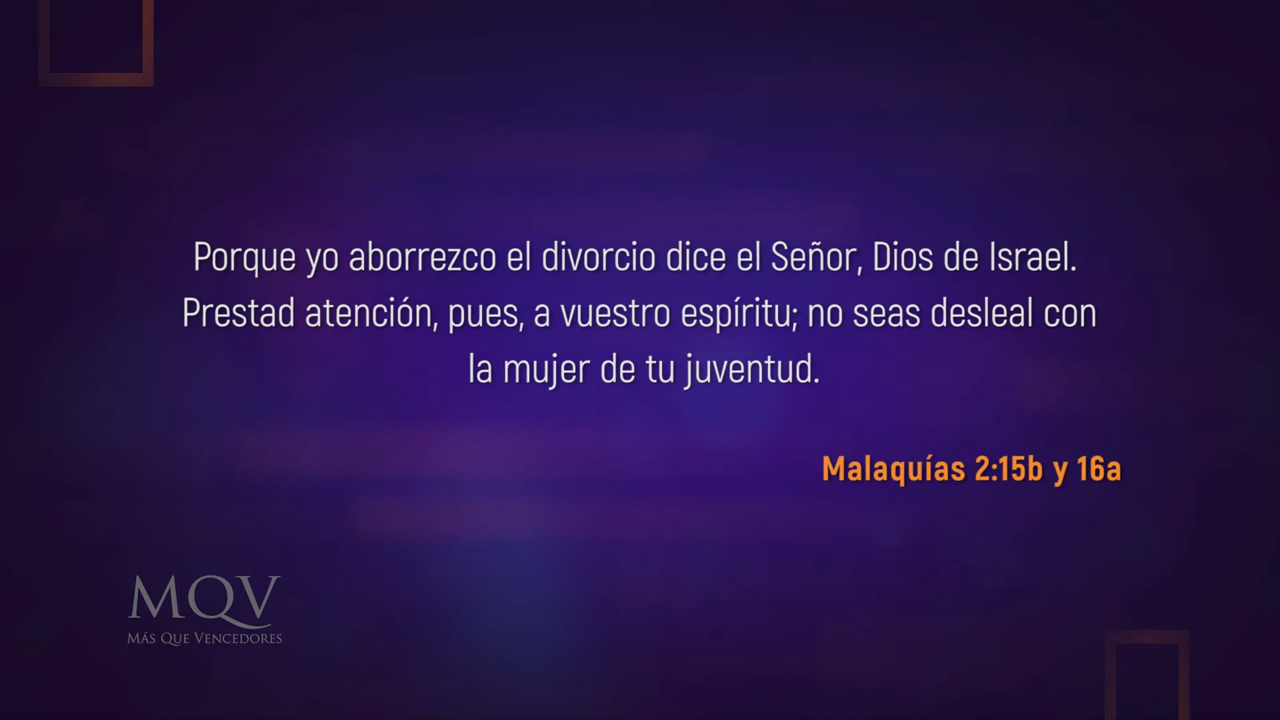 Porque yo aborrezco el divorcio dice el Señor, Dios de Israel.
Prestad atención, pues, a vuestro espíritu; no seas desleal con
la mujer de tu juventud.
Malaquías 2:15b y 16a
MQV
MÁS QUE VENCEDORES